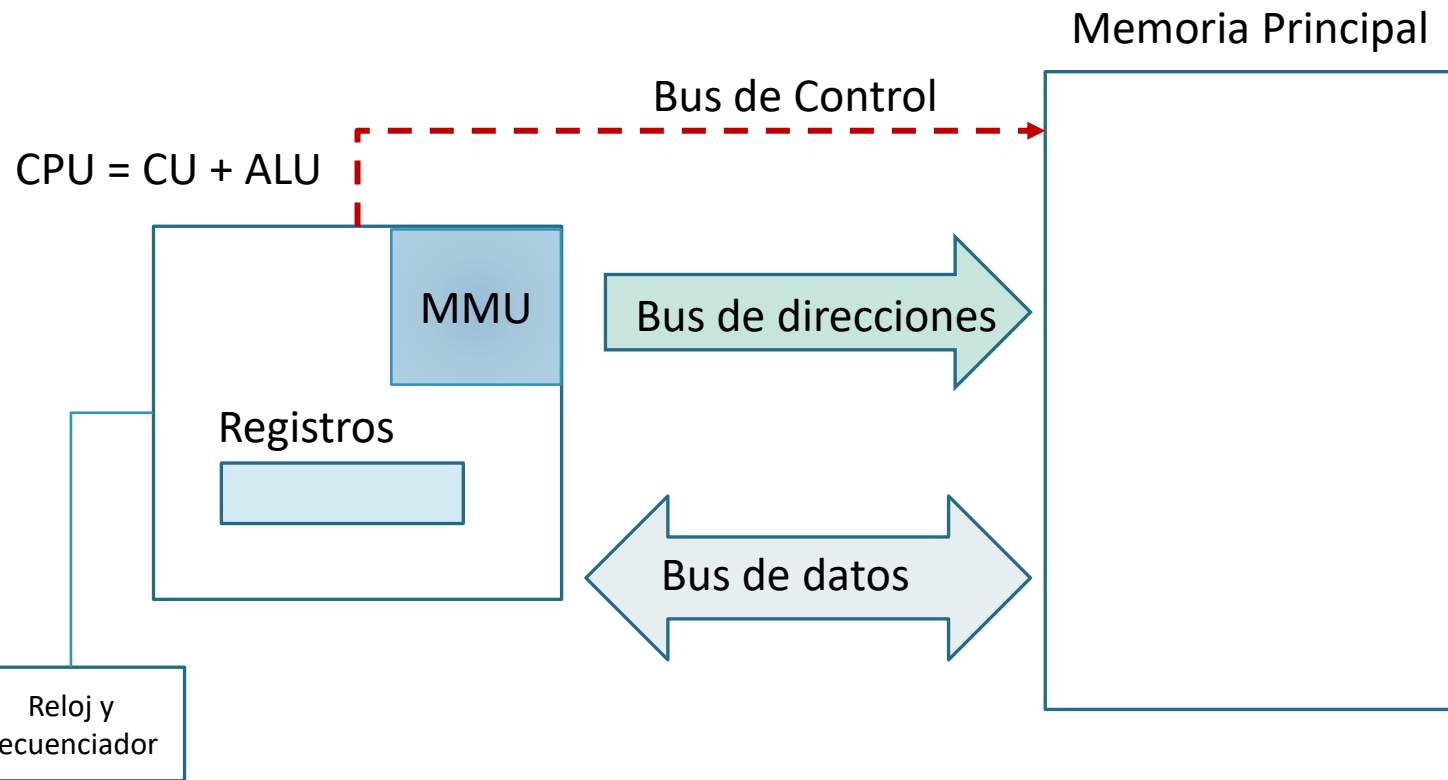 Memoria Principal
Bus de Control
CPU = CU + ALU
MMU
Bus de direcciones
Registros
Bus de datos
Reloj y
ecuenciador